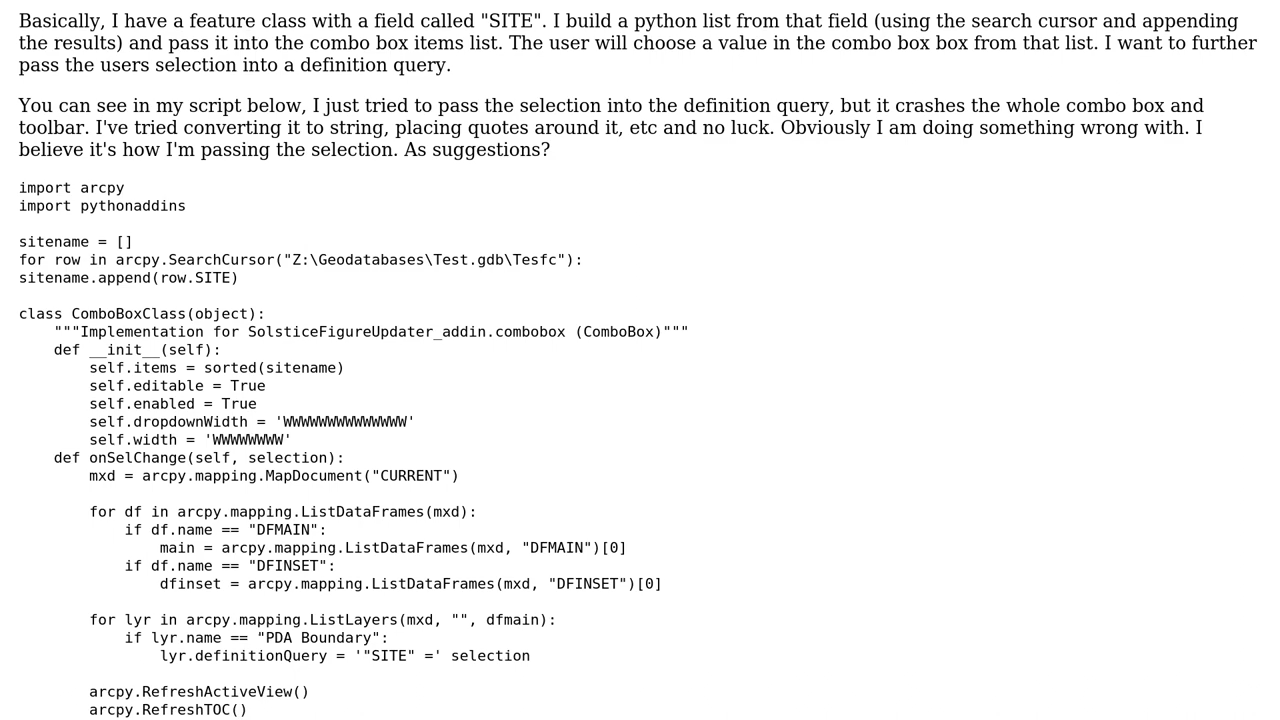 Basically, I have a feature class with a field called "SITE". I build a python list from that field (using the search cursor and appending
the results) and pass it into the combo box items list. The user will choose a value in the combo box box from that list. I want to further
pass the users selection into a definition query.
You can see in my script below, I just tried to pass the selection into the definition query, but it crashes the whole combo box and
toolbar. I've tried converting it to string, placing quotes around it, etc and no luck. Obviously I am doing something wrong with. I
believe it's how I'm passing the selection. As suggestions?
import arcpy
import pythonaddins
sitename = []
for row in arcpy.SearchCursor("Z:\Geodatabases\Test.gdb\Tesfc"):
sitename.append(row.SITE)
class ComboBoxClass(object):
    """Implementation for SolsticeFigureUpdater_addin.combobox (ComboBox)"""
    def __init__(self):
        self.items = sorted(sitename)
        self.editable = True
        self.enabled = True
        self.dropdownWidth = 'WWWWWWWWWWWWWW'
        self.width = 'WWWWWWWW'
    def onSelChange(self, selection):
        mxd = arcpy.mapping.MapDocument("CURRENT")
        for df in arcpy.mapping.ListDataFrames(mxd):
            if df.name == "DFMAIN":
                main = arcpy.mapping.ListDataFrames(mxd, "DFMAIN")[0]
            if df.name == "DFINSET":
                dfinset = arcpy.mapping.ListDataFrames(mxd, "DFINSET")[0]
        for lyr in arcpy.mapping.ListLayers(mxd, "", dfmain):
            if lyr.name == "PDA Boundary":
                lyr.definitionQuery = '"SITE" =' selection
        arcpy.RefreshActiveView()
        arcpy.RefreshTOC()